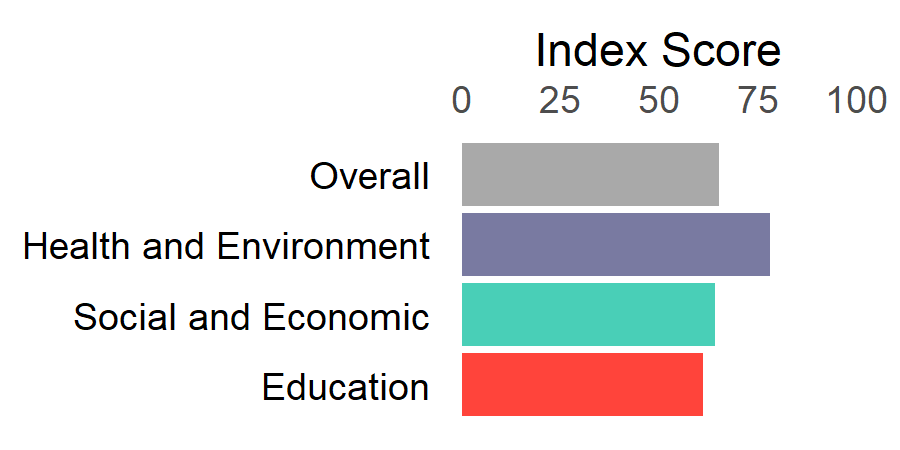 Index Score
0 25 50 75 100
Overall
Health and Environment
Social and Economic
Education